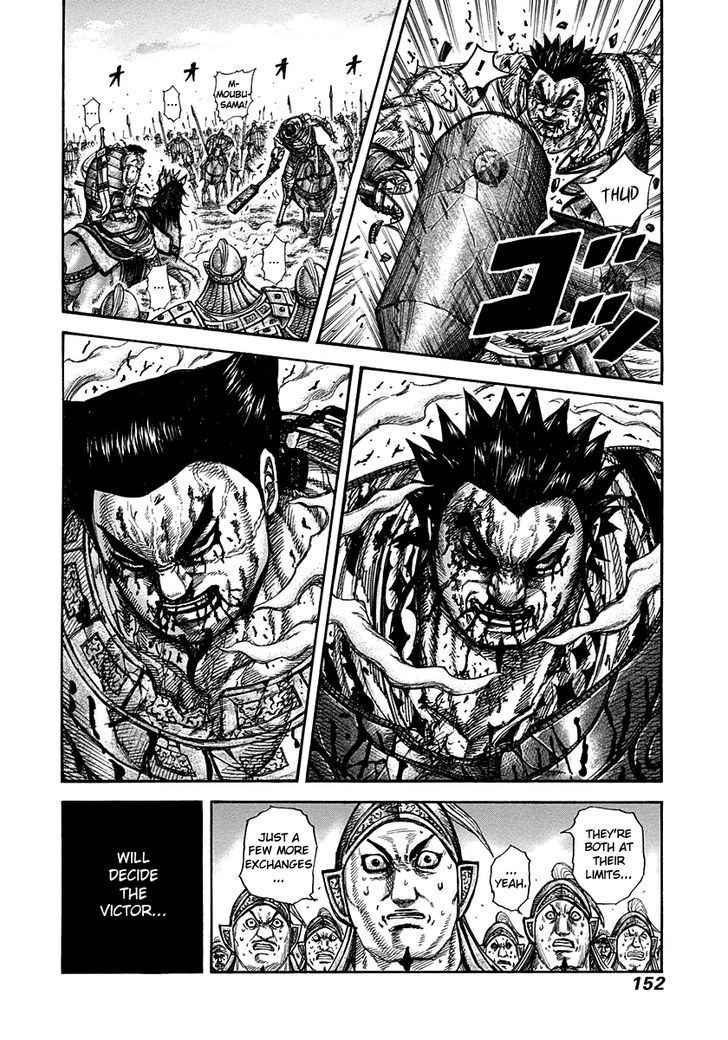 !
THUD
ゴッ
M-
MOUBU-
SAMA!
...
...
...
...
オ オ オ オ
THEY'RE
BOTH AT
THEIR
LIMITS...
...
YEAH.
JUST A
FEW MORE
EXCHANGES
...
WILL
DECIDE
THE
VICTOR...
152